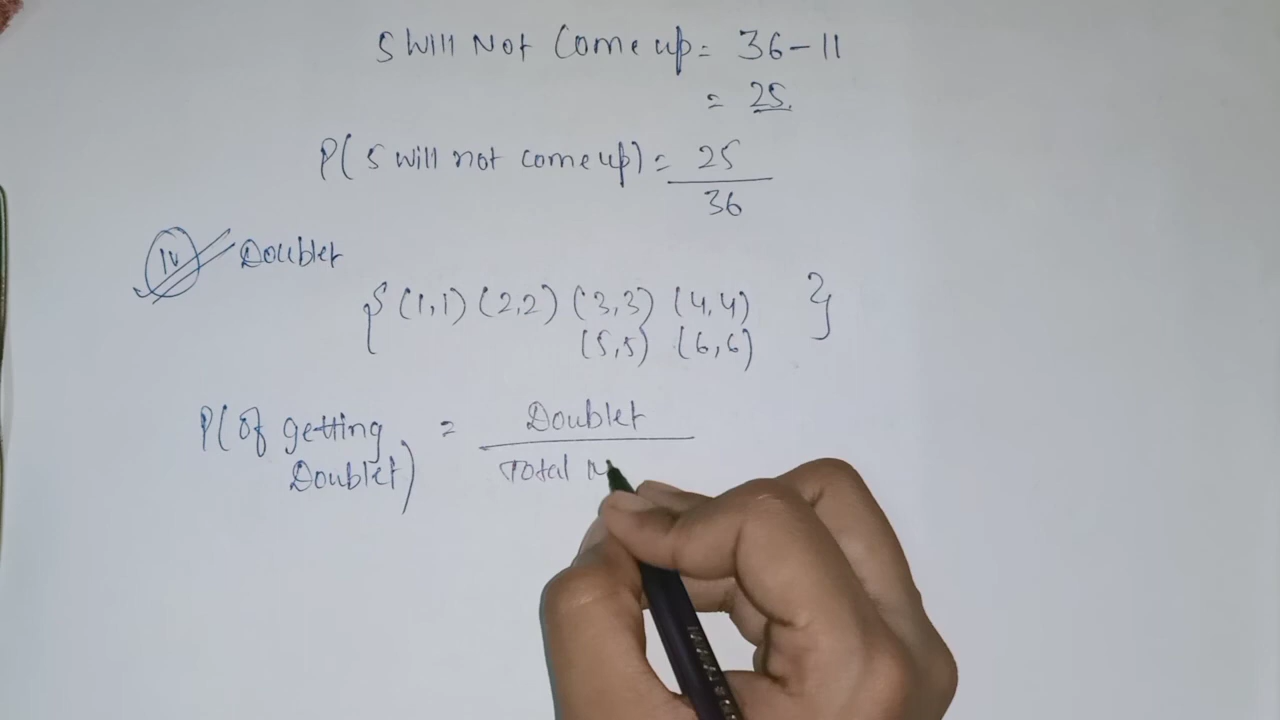 5 Will Not Come up = 36 - 11
= 25.
P( 5 will not come up) = 25
36
iv Doublet
{ (1,1) (2,2) (3,3) (4,4) }
(5,5) (6,6)
P( Of getting Doublet) = Doublet
Total N